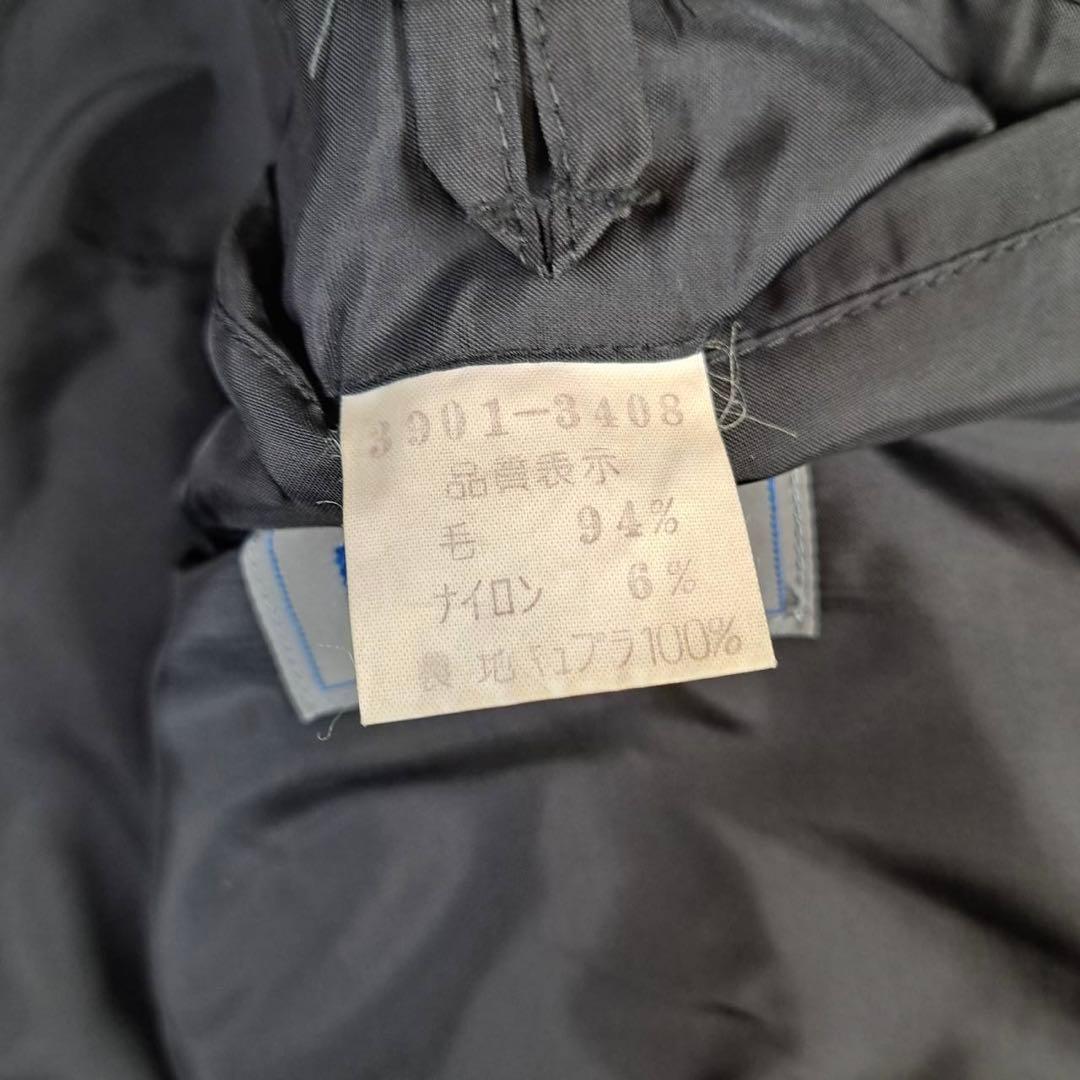 3901-3408
品質表示
毛 94%
ナイロン 6%
裏地キュプラ100%